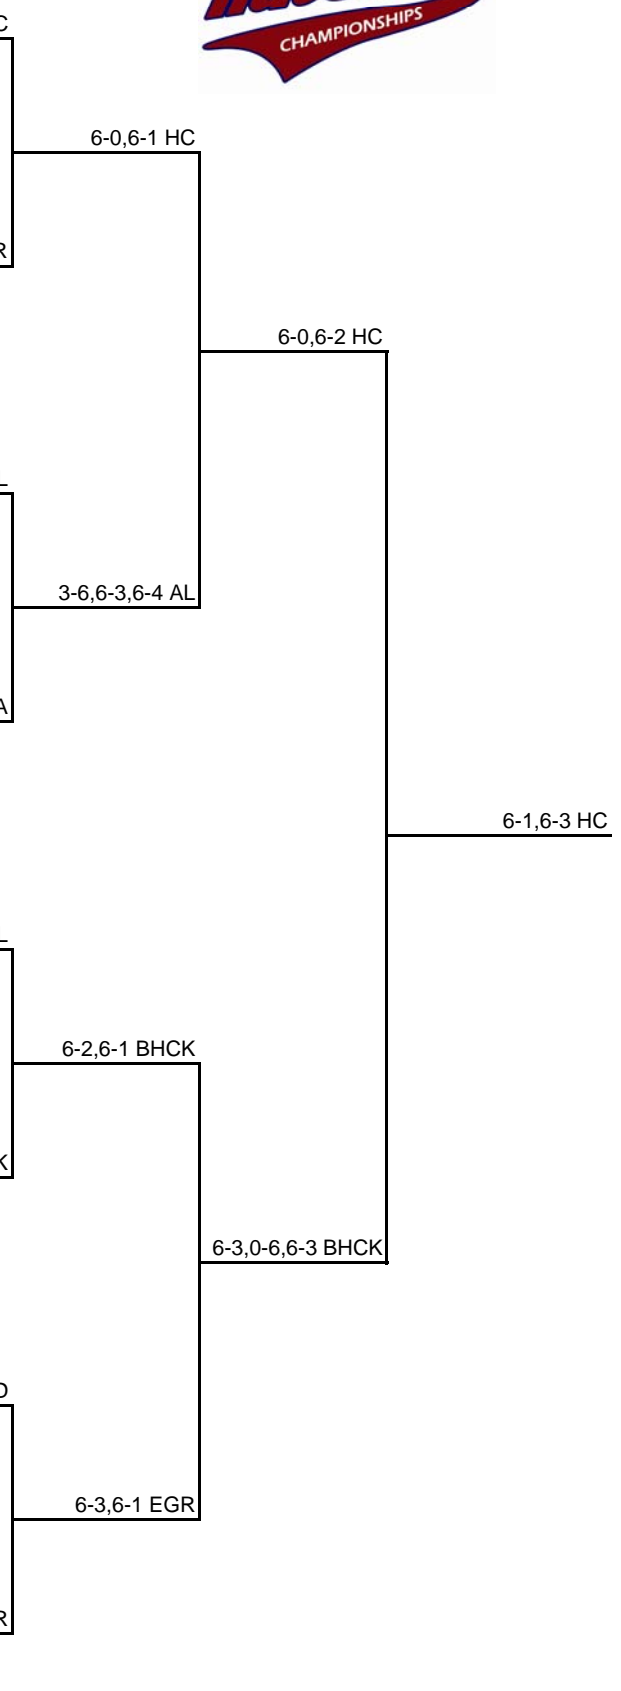 C
CHAMPIONSHIPS
6-0,6-1 HC
R
6-0,6-2 HC
L
3-6,6-3,6-4 AL
A
6-1,6-3 HC
L
6-2,6-1 BHCK
K
6-3,0-6,6-3 BHCK
D
6-3,6-1 EGR
R